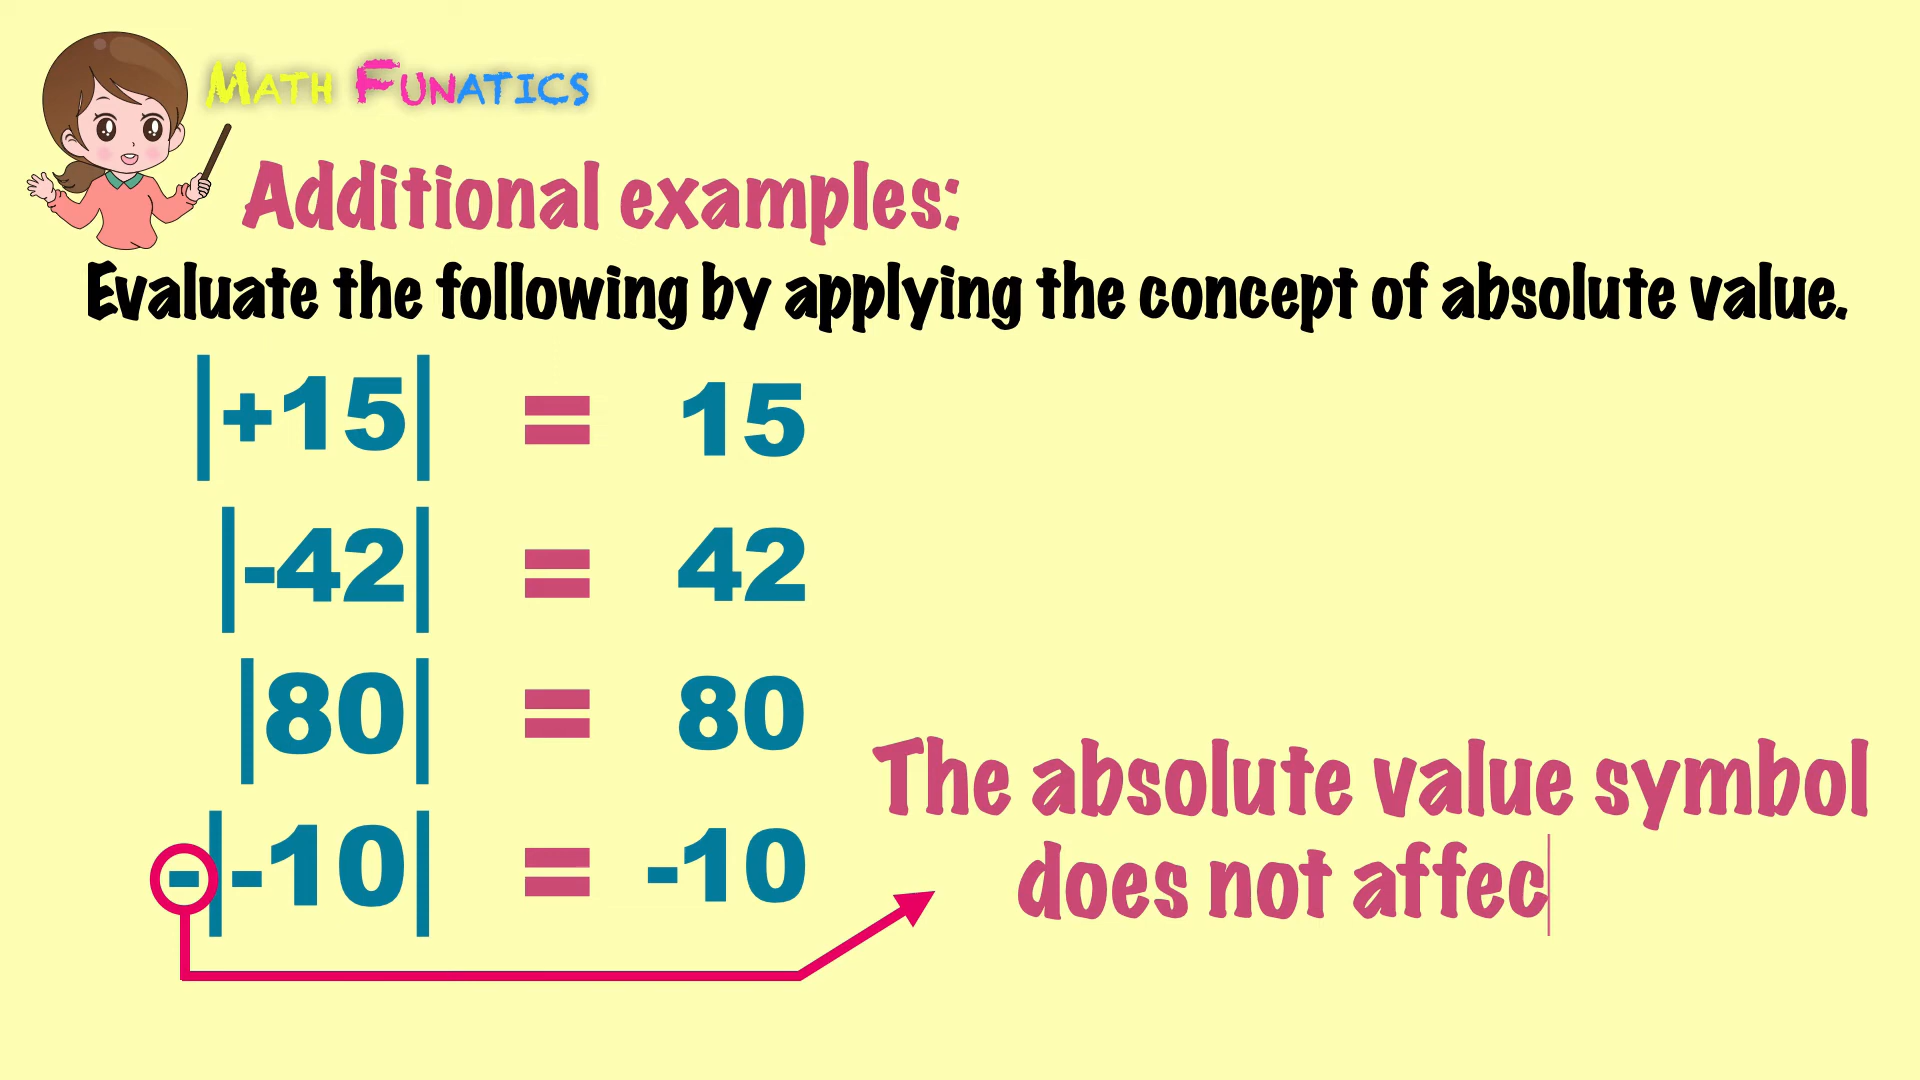 MATH FUNATICS
Additional examples:
Evaluate the following by applying the concept of absolute value.
|+15| = 15
|-42| = 42
|80| = 80
The absolute value symbol
-|-10| = -10
does not affec